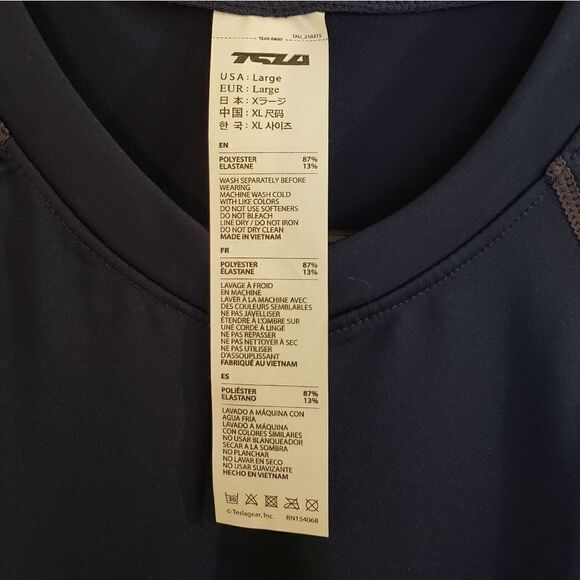 TEAR AWAY
TAU_210315
TSLA
USA : Large
EUR : Large
日 本 : Xラージ
中国 : XL 尺码
한 국 : XL 사이즈
EN
POLYESTER 87%
ELASTANE 13%
WASH SEPARATELY BEFORE
WEARING
MACHINE WASH COLD
WITH LIKE COLORS
DO NOT USE SOFTENERS
DO NOT BLEACH
LINE DRY / DO NOT IRON
DO NOT DRY CLEAN
MADE IN VIETNAM
FR
POLYESTER 87%
ÉLASTANE 13%
LAVAGE À FROID
EN MACHINE
LAVER À LA MACHINE AVEC
DES COULEURS SEMBLABLES
NE PAS JAVELLISER
ÉTENDRE À L'OMBRE SUR
UNE CORDE À LINGE
NE PAS REPASSER
NE PAS NETTOYER À SEC
NE PAS UTILISER
D'ASSOUPLISSANT
FABRIQUÉ AU VIETNAM
ES
POLIÉSTER 87%
ELASTANO 13%
LAVADO A MÁQUINA CON
AGUA FRÍA
LAVADO A MÁQUINA
CON COLORES SIMILARES
NO USAR BLANQUEADOR
SECAR A LA SOMBRA
NO PLANCHAR
NO LAVAR EN SECO
NO USAR SUAVIZANTE
HECHO EN VIETNAM
30
© Teslagear, Inc. RN154068